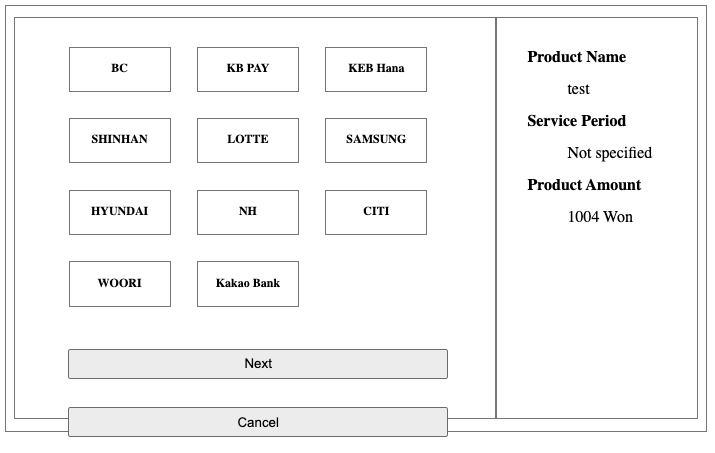 BC
KB PAY
KEB Hana
SHINHAN
LOTTE
SAMSUNG
HYUNDAI
NH
CITI
WOORI
Kakao Bank
Next
Cancel
Product Name
test
Service Period
Not specified
Product Amount
1004 Won